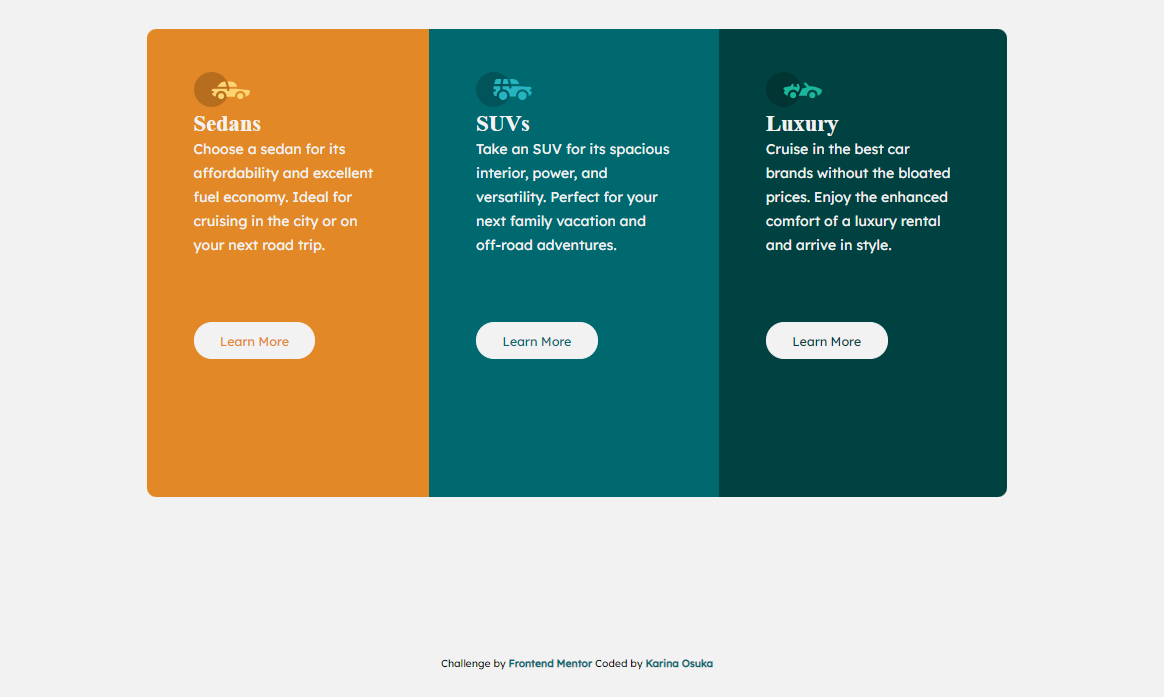 Sedans
Choose a sedan for its
affordability and excellent
fuel economy. Ideal for
cruising in the city or on
your next road trip.
Learn More
SUVs
Take an SUV for its spacious
interior, power, and
versatility. Perfect for your
next family vacation and
off-road adventures.
Learn More
Luxury
Cruise in the best car
brands without the bloated
prices. Enjoy the enhanced
comfort of a luxury rental
and arrive in style.
Learn More
Challenge by Frontend Mentor Coded by Karina Osuka